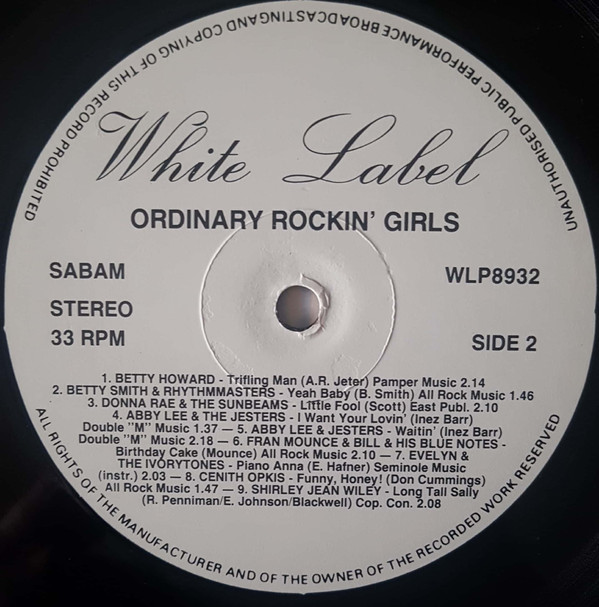 UNAUTHORISED PUBLIC PERFORMANCE BROADCASTING AND COPYING OF THIS RECORD PROHIBITED
White Label
ORDINARY ROCKIN' GIRLS
SABAM
WLP8932
STEREO
33 RPM
SIDE 2
1. BETTY HOWARD - Trifling Man (A.R. Jeter) Pamper Music 2.14
2. BETTY SMITH & RHYTHMMASTERS - Yeah Baby (B. Smith) All Rock Music 1.46
3. DONNA RAE & THE SUNBEAMS - Little Fool (Scott) East Publ. 2.10
4. ABBY LEE & THE JESTERS - I Want Your Lovin' (Inez Barr)
Double "M" Music 1.37 — 5. ABBY LEE & JESTERS - Waitin' (Inez Barr)
Double "M" Music 2.18 — 6. FRAN MOUNCE & BILL & HIS BLUE NOTES -
Birthday Cake (Mounce) All Rock Music 2.10 — 7. EVELYN &
THE IVORYTONES - Piano Anna (E. Hafner) Seminole Music
(instr.) 2.03 — 8. CENITH OPKIS - Funny, Honey! (Don Cummings)
All Rock Music 1.47 — 9. SHIRLEY JEAN WILEY - Long Tall Sally
(R. Penniman/E. Johnson/Blackwell) Cop. Con. 2.08
ALL RIGHTS OF THE MANUFACTURER AND OF THE OWNER OF THE RECORDED WORK RESERVED